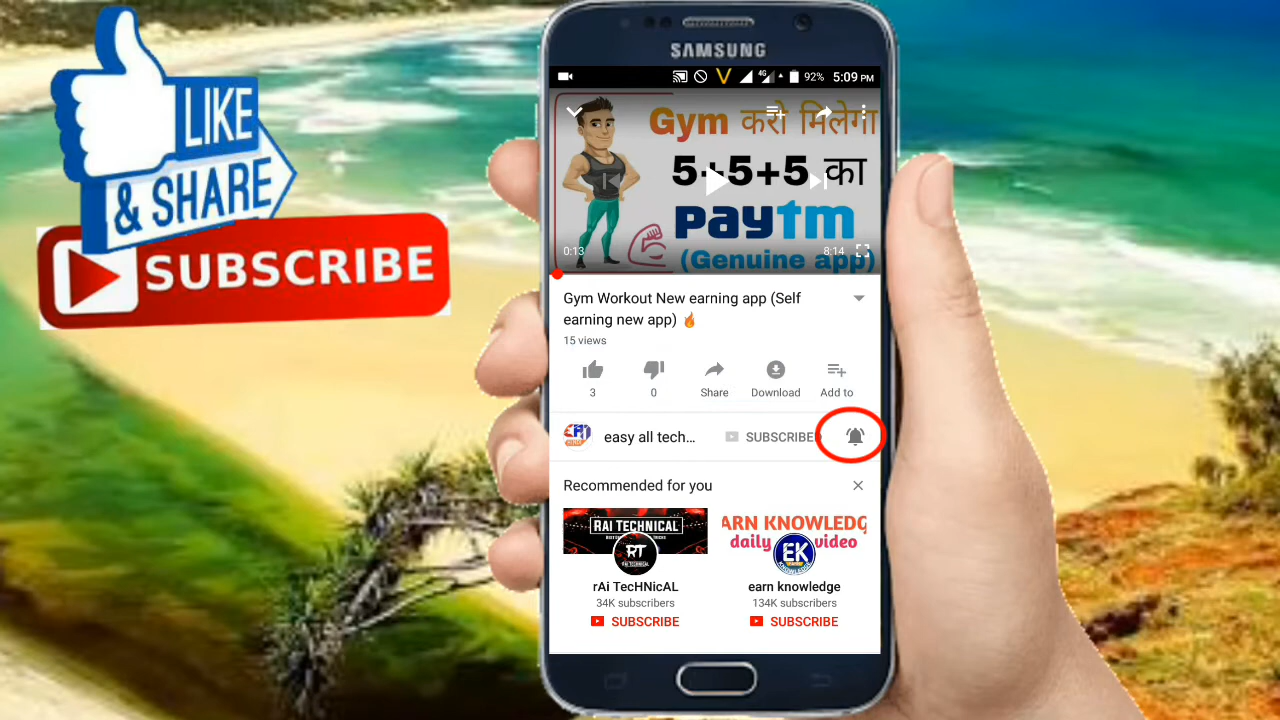 LIKE
& SHARE
SUBSCRIBE
SAMSUNG
4G
92% 5:09 PM
Gym करो मिलेगा
5+5+5 का
paytm
(Genuine app)
0:13
8:14
Gym Workout New earning app (Self
earning new app) 🔥
15 views
3
0
Share
Download
Add to
easy all tech...
SUBSCRIBE
Recommended for you
RAI TECHNICAL
RT
RAI TECHNICAL
ARN KNOWLEDG
daily video
EK
rAi TecHNicAL
earn knowledge
34K subscribers
134K subscribers
SUBSCRIBE
SUBSCRIBE